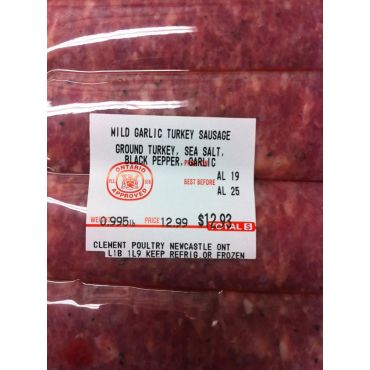 MILD GARLIC TURKEY SAUSAGE
GROUND TURKEY, SEA SALT,
BLACK PEPPER, GARLIC
ONTARIO
APPROVED
AL 19
BEST BEFORE
AL 25
0.995lb PRICE 12.99 $12.93
TOTAL $
CLEMENT POULTRY NEWCASTLE ONT
L1B 1L9 KEEP REFRIG.OR FROZEN